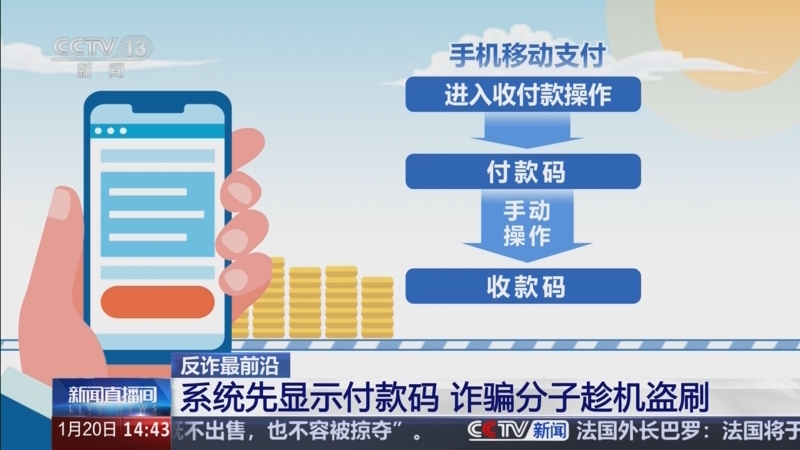 CCTV 13
新闻
手机移动支付
进入收付款操作
付款码
手动
操作
收款码
反诈最前沿
新闻直播间
系统先显示付款码 诈骗分子趁机盗刷
1月20日 14:43
不出售，也不容被掠夺”。 CCTV 新闻 法国外长巴罗：法国将于